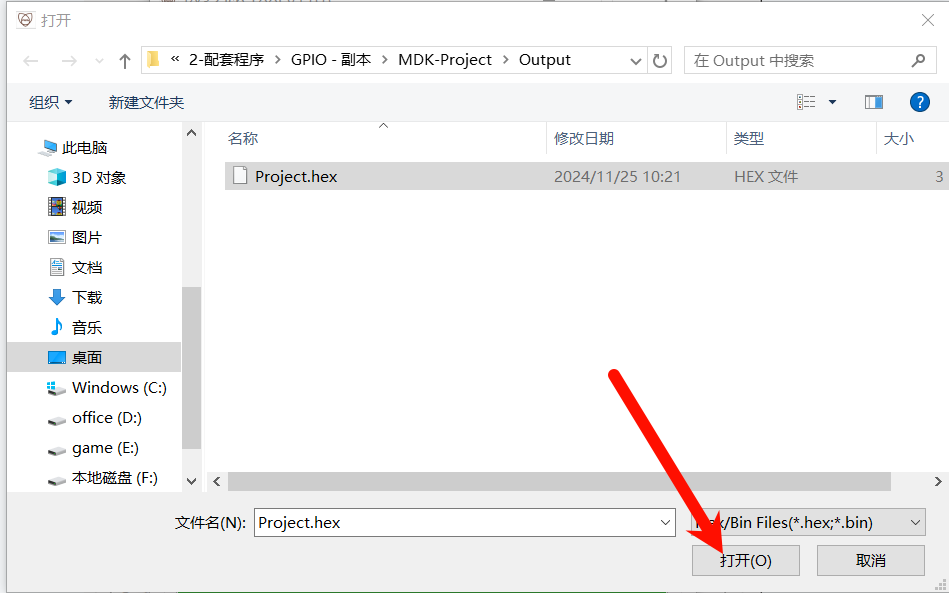 打开
« 2-配套程序 > GPIO - 副本 > MDK-Project > Output
在 Output 中搜索
组织 新建文件夹
名称 修改日期 类型 大小
Project.hex 2024/11/25 10:21 HEX 文件 3
此电脑
3D 对象
视频
图片
文档
下载
音乐
桌面
Windows (C:)
office (D:)
game (E:)
本地磁盘 (F:)
文件名(N): Project.hex /Bin Files(*.hex;*.bin)
打开(O) 取消